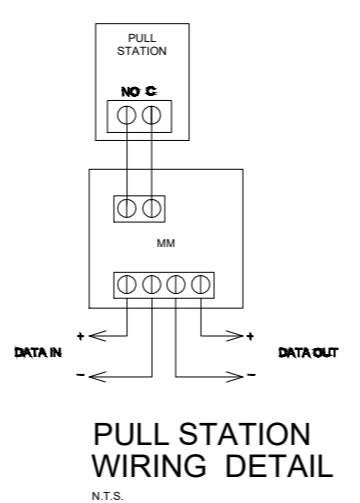 PULL
STATION
NO C
MM
+ +
DATA IN DATA OUT
- -
PULL STATION
WIRING DETAIL
N.T.S.